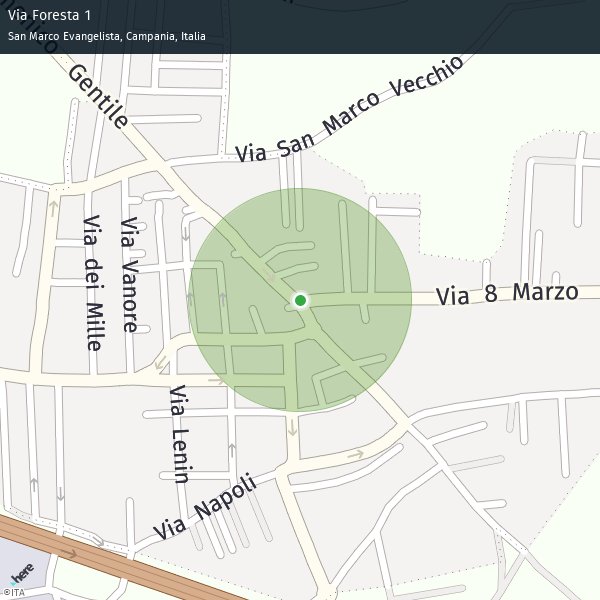 Via Foresta 1
San Marco Evangelista, Campania, Italia
Gentile
Via San Marco Vecchio
Via dei Mille
Via Vanore
Via 8 Marzo
Via Lenin
Via Napoli
here
©ITA